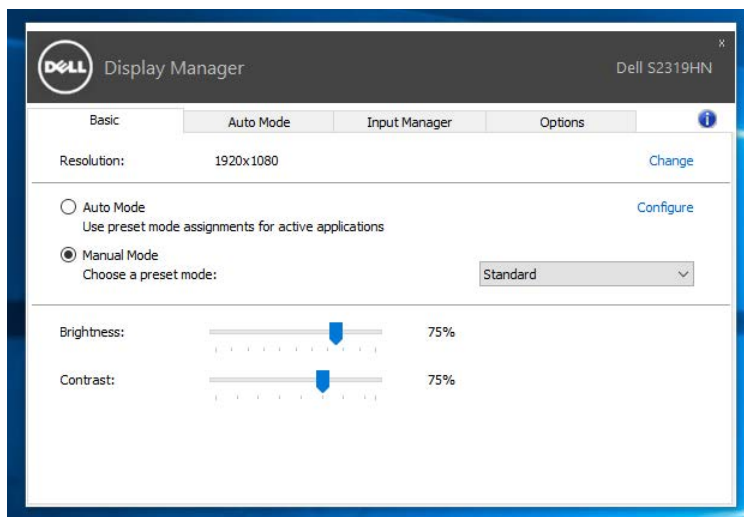 DELL Display Manager
x
Dell S2319HN
Basic Auto Mode Input Manager Options i
Resolution: 1920x1080 Change
Auto Mode Configure
Use preset mode assignments for active applications
Manual Mode
Choose a preset mode: Standard
Brightness: 75%
Contrast: 75%